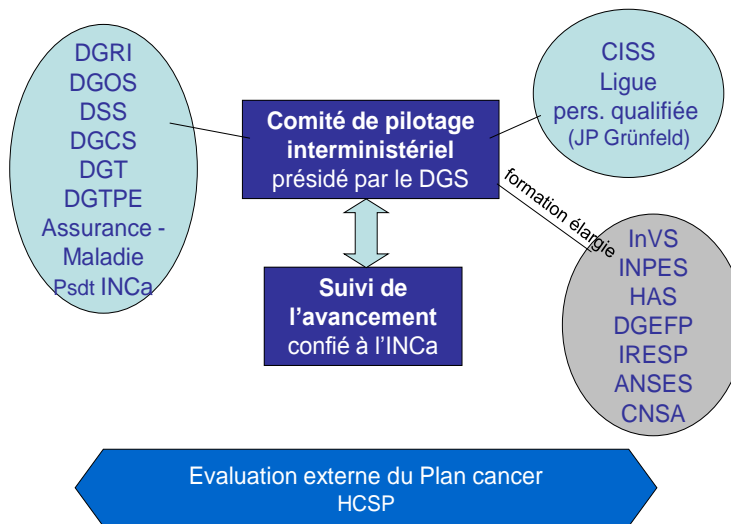 DGRI
DGOS
DSS
DGCS
DGT
DGTPE
Assurance -
Maladie
Psdt INCa
Comité de pilotage
interministériel
présidé par le DGS
CISS
Ligue
pers. qualifiée
(JP Grünfeld)
formation élargie
InVS
INPES
HAS
DGEFP
IRESP
ANSES
CNSA
Suivi de
l’avancement
confié à l’INCa
Evaluation externe du Plan cancer
HCSP